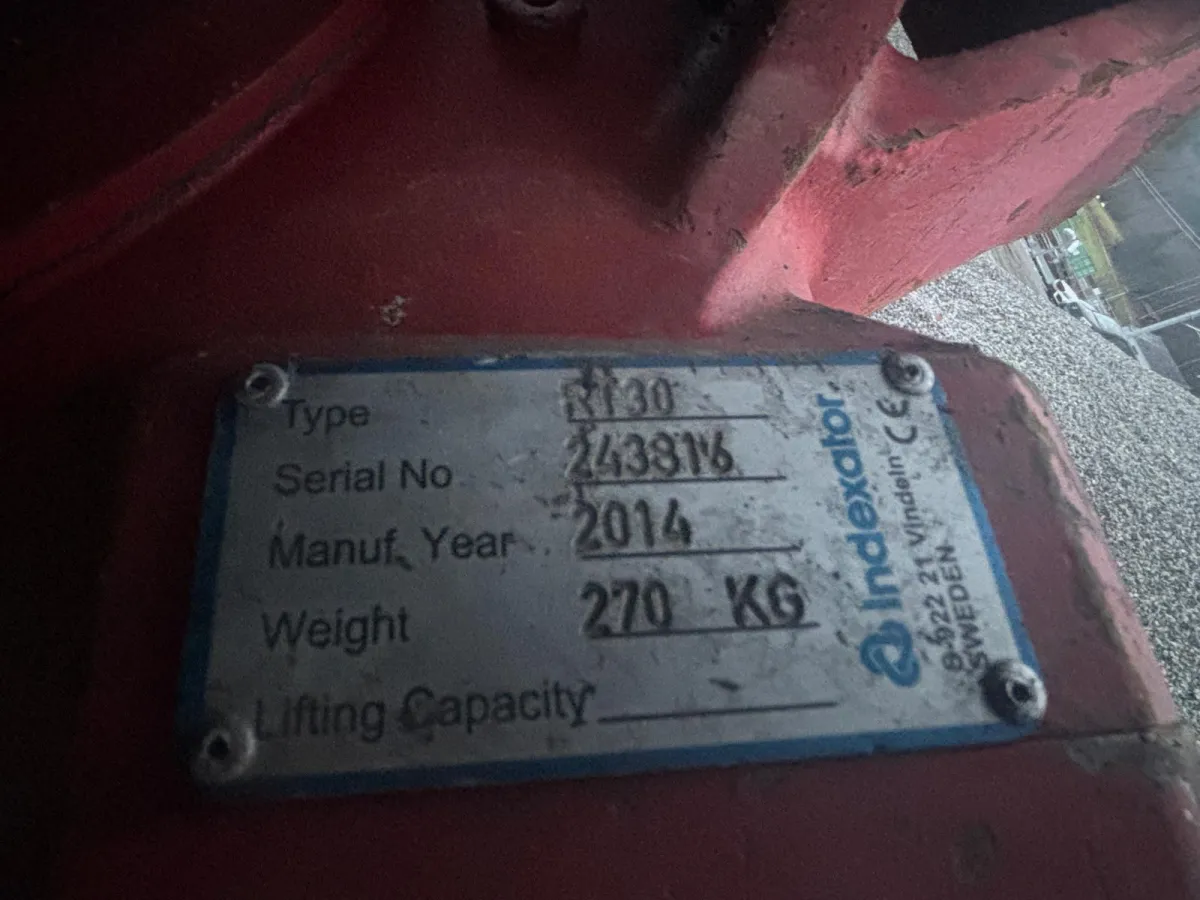 Type RT30
Serial No 243816
Manuf. Year 2014
Weight 270 KG
Lifting Capacity
Indexator. CE
922 21 Vindeln
SWEDEN